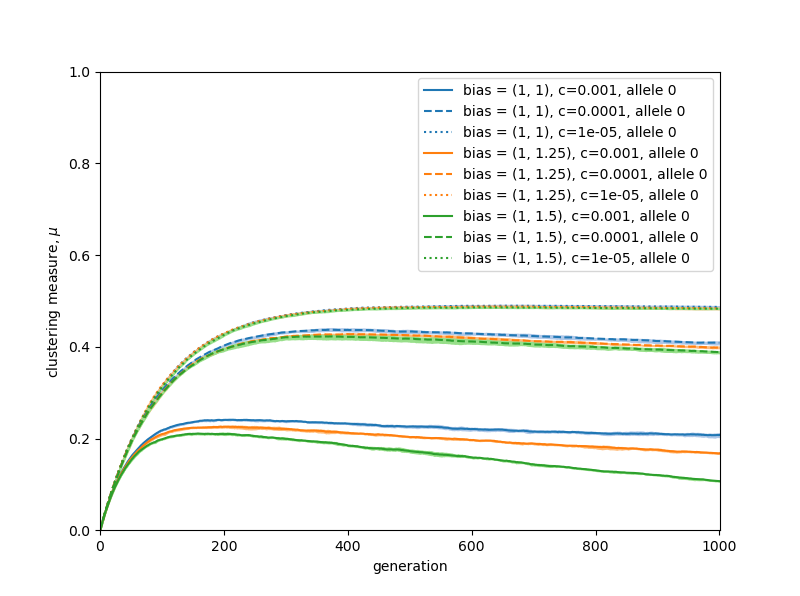 1.0
0.8
0.6
0.4
0.2
0.0
clustering measure, μ
bias = (1, 1), c=0.001, allele 0
bias = (1, 1), c=0.0001, allele 0
bias = (1, 1), c=1e-05, allele 0
bias = (1, 1.25), c=0.001, allele 0
bias = (1, 1.25), c=0.0001, allele 0
bias = (1, 1.25), c=1e-05, allele 0
bias = (1, 1.5), c=0.001, allele 0
bias = (1, 1.5), c=0.0001, allele 0
bias = (1, 1.5), c=1e-05, allele 0
0 200 400 600 800 1000
generation